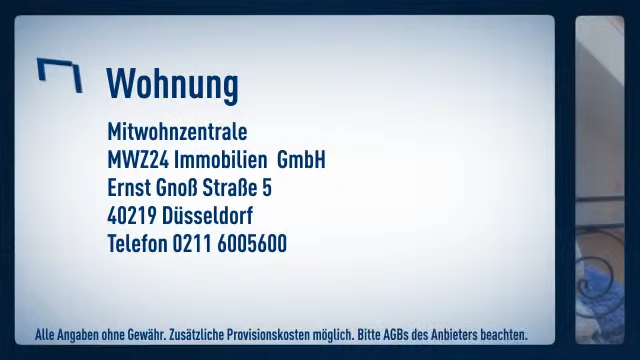 Wohnung
Mitwohnzentrale
MWZ24 Immobilien GmbH
Ernst Gnoß Straße 5
40219 Düsseldorf
Telefon 0211 6005600
Alle Angaben ohne Gewähr. Zusätzliche Provisionskosten möglich. Bitte AGBs des Anbieters beachten.